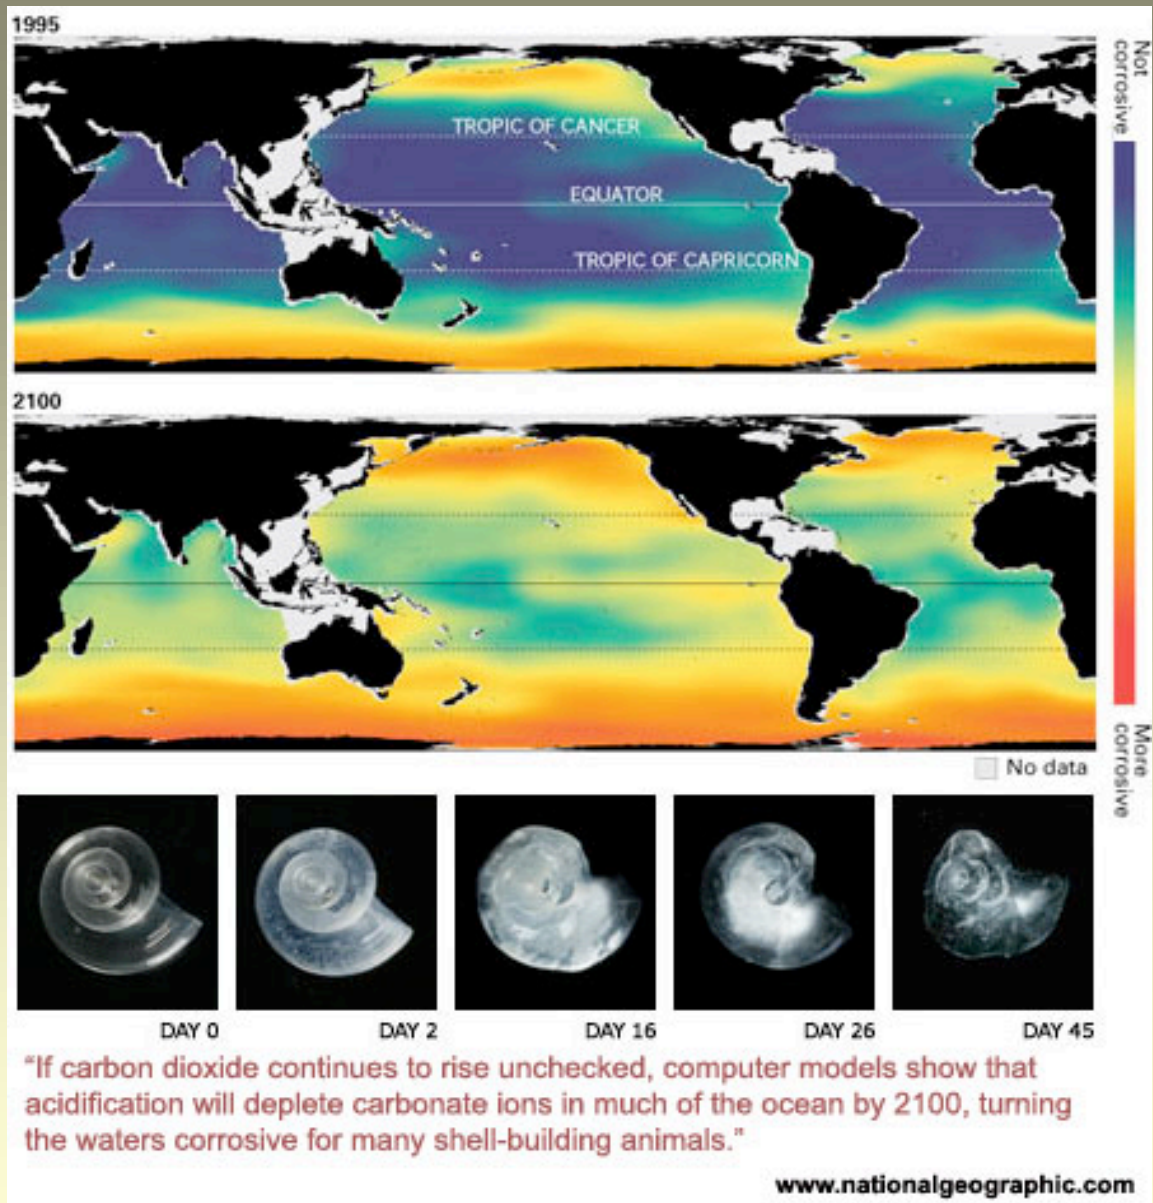 1995
Not corrosive
TROPIC OF CANCER
EQUATOR
TROPIC OF CAPRICORN
2100
More corrosive
No data
DAY 0
DAY 2
DAY 16
DAY 26
DAY 45
“If carbon dioxide continues to rise unchecked, computer models show that
acidification will deplete carbonate ions in much of the ocean by 2100, turning
the waters corrosive for many shell-building animals.”
www.nationalgeographic.com